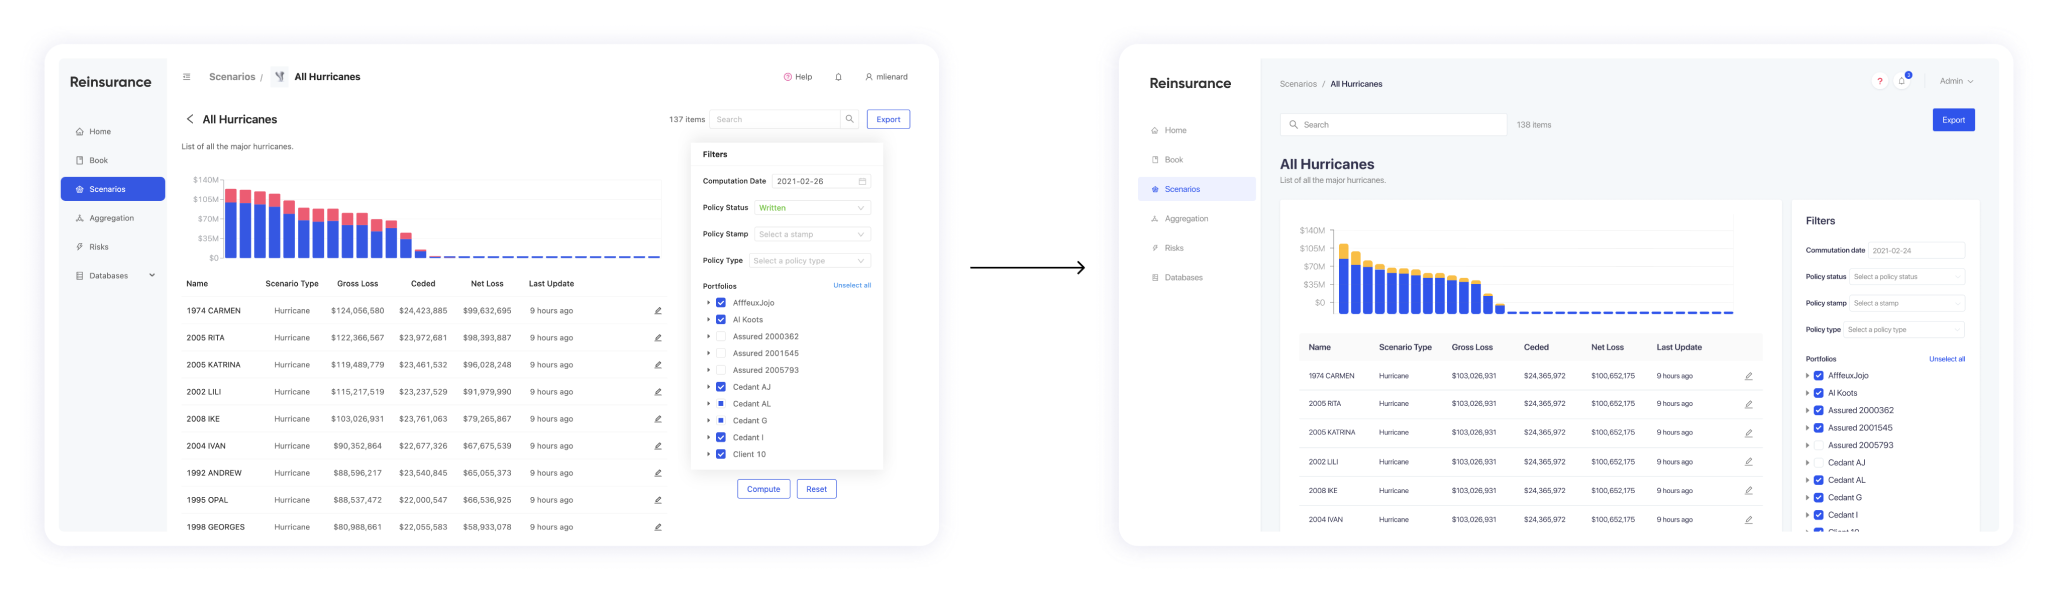 Reinsurance
Scenarios / All Hurricanes
Help
mlienard
Home
Book
Scenarios
Aggregation
Risks
Databases
All Hurricanes
137 items
Search
Export
List of all the major hurricanes.
$140M
$105M
$70M
$35M
$0
Name Scenario Type Gross Loss Ceded Net Loss Last Update
1974 CARMEN Hurricane $124,056,580 $24,423,885 $99,632,695 9 hours ago
2005 RITA Hurricane $122,366,567 $23,972,681 $98,393,887 9 hours ago
2005 KATRINA Hurricane $119,489,779 $23,461,532 $96,028,248 9 hours ago
2002 LILI Hurricane $115,217,519 $23,237,529 $91,979,990 9 hours ago
2008 IKE Hurricane $103,026,931 $23,761,063 $79,265,867 9 hours ago
2004 IVAN Hurricane $90,352,864 $22,677,326 $67,675,539 9 hours ago
1992 ANDREW Hurricane $88,596,217 $23,540,845 $65,055,373 9 hours ago
1995 OPAL Hurricane $88,537,472 $22,000,547 $66,536,925 9 hours ago
1998 GEORGES Hurricane $80,988,661 $22,055,583 $58,933,078 9 hours ago
Filters
Computation Date 2021-02-26
Policy Status Written
Policy Stamp Select a stamp
Policy Type Select a policy type
Portfolios Unselect all
AfffeuxJojo
Al Koots
Assured 2000362
Assured 2001545
Assured 2005793
Cedant AJ
Cedant AL
Cedant G
Cedant I
Client 10
Compute Reset
Reinsurance
Scenarios / All Hurricanes
? 3 Admin
Home
Book
Scenarios
Aggregation
Risks
Databases
Search
138 items
Export
All Hurricanes
List of all the major hurricanes.
$140M
$105M
$70M
$35M
$0
Name Scenario Type Gross Loss Ceded Net Loss Last Update
1974 CARMEN Hurricane $103,026,931 $24,365,972 $100,652,175 9 hours ago
2005 RITA Hurricane $103,026,931 $24,365,972 $100,652,175 9 hours ago
2005 KATRINA Hurricane $103,026,931 $24,365,972 $100,652,175 9 hours ago
2002 LILI Hurricane $103,026,931 $24,365,972 $100,652,175 9 hours ago
2008 IKE Hurricane $103,026,931 $24,365,972 $100,652,175 9 hours ago
2004 IVAN Hurricane $103,026,931 $24,365,972 $100,652,175 9 hours ago
Filters
Commutation date 2021-02-24
Policy status Select a policy status
Policy stamp Select a stamp
Policy type Select a policy type
Portfolios Unselect all
AfffeuxJojo
Al Koots
Assured 2000362
Assured 2001545
Assured 2005793
Cedant AJ
Cedant AL
Cedant G
Cedant I
Client 10